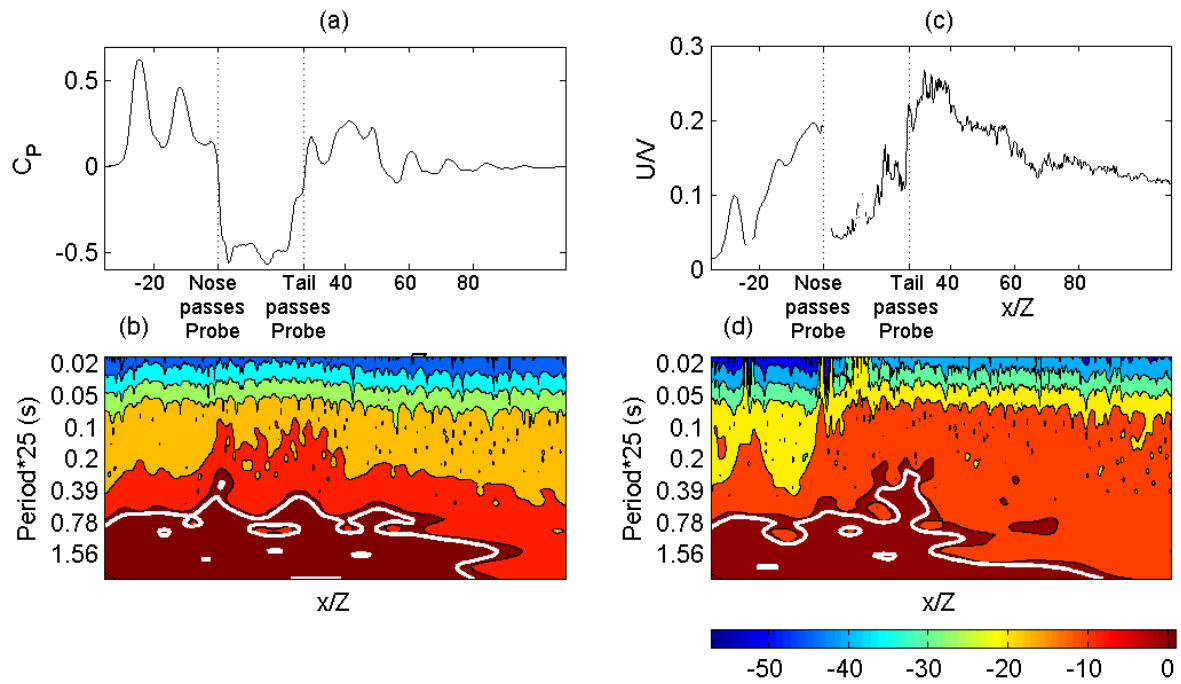 (a)
0.5
0
-0.5
C_P
-20
Nose
passes
Probe
Tail
passes
Probe
40
60
80
(c)
0.3
0.2
0.1
0
U/V
-20
Nose
passes
Probe
Tail
passes
Probe
40
60
80
x/Z
(b)
0.02
0.05
0.1
0.2
0.39
0.78
1.56
Period*25 (s)
x/Z
(d)
0.02
0.05
0.1
0.2
0.39
0.78
1.56
Period*25 (s)
x/Z
-50 -40 -30 -20 -10 0